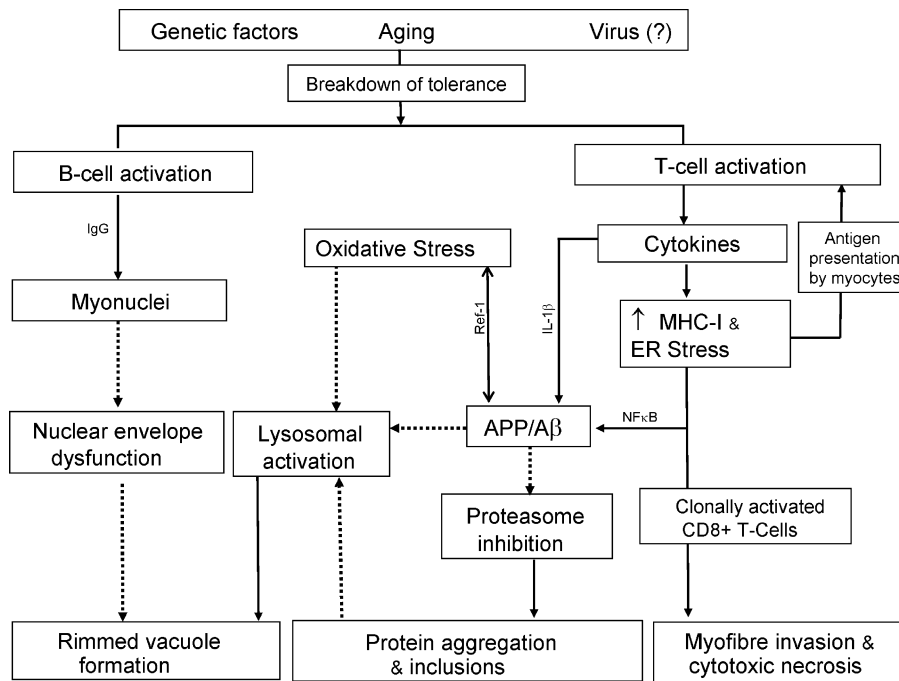 Genetic factors Aging Virus (?)
Breakdown of tolerance
B-cell activation
T-cell activation
IgG
Oxidative Stress
Cytokines
Antigen
presentation
by myocytes
Myonuclei
Ref-1
IL-1β
↑ MHC-I &
ER Stress
Nuclear envelope
dysfunction
Lysosomal
activation
APP/Aβ
NFκB
Proteasome
inhibition
Clonally activated
CD8+ T-Cells
Rimmed vacuole
formation
Protein aggregation
& inclusions
Myofibre invasion &
cytotoxic necrosis